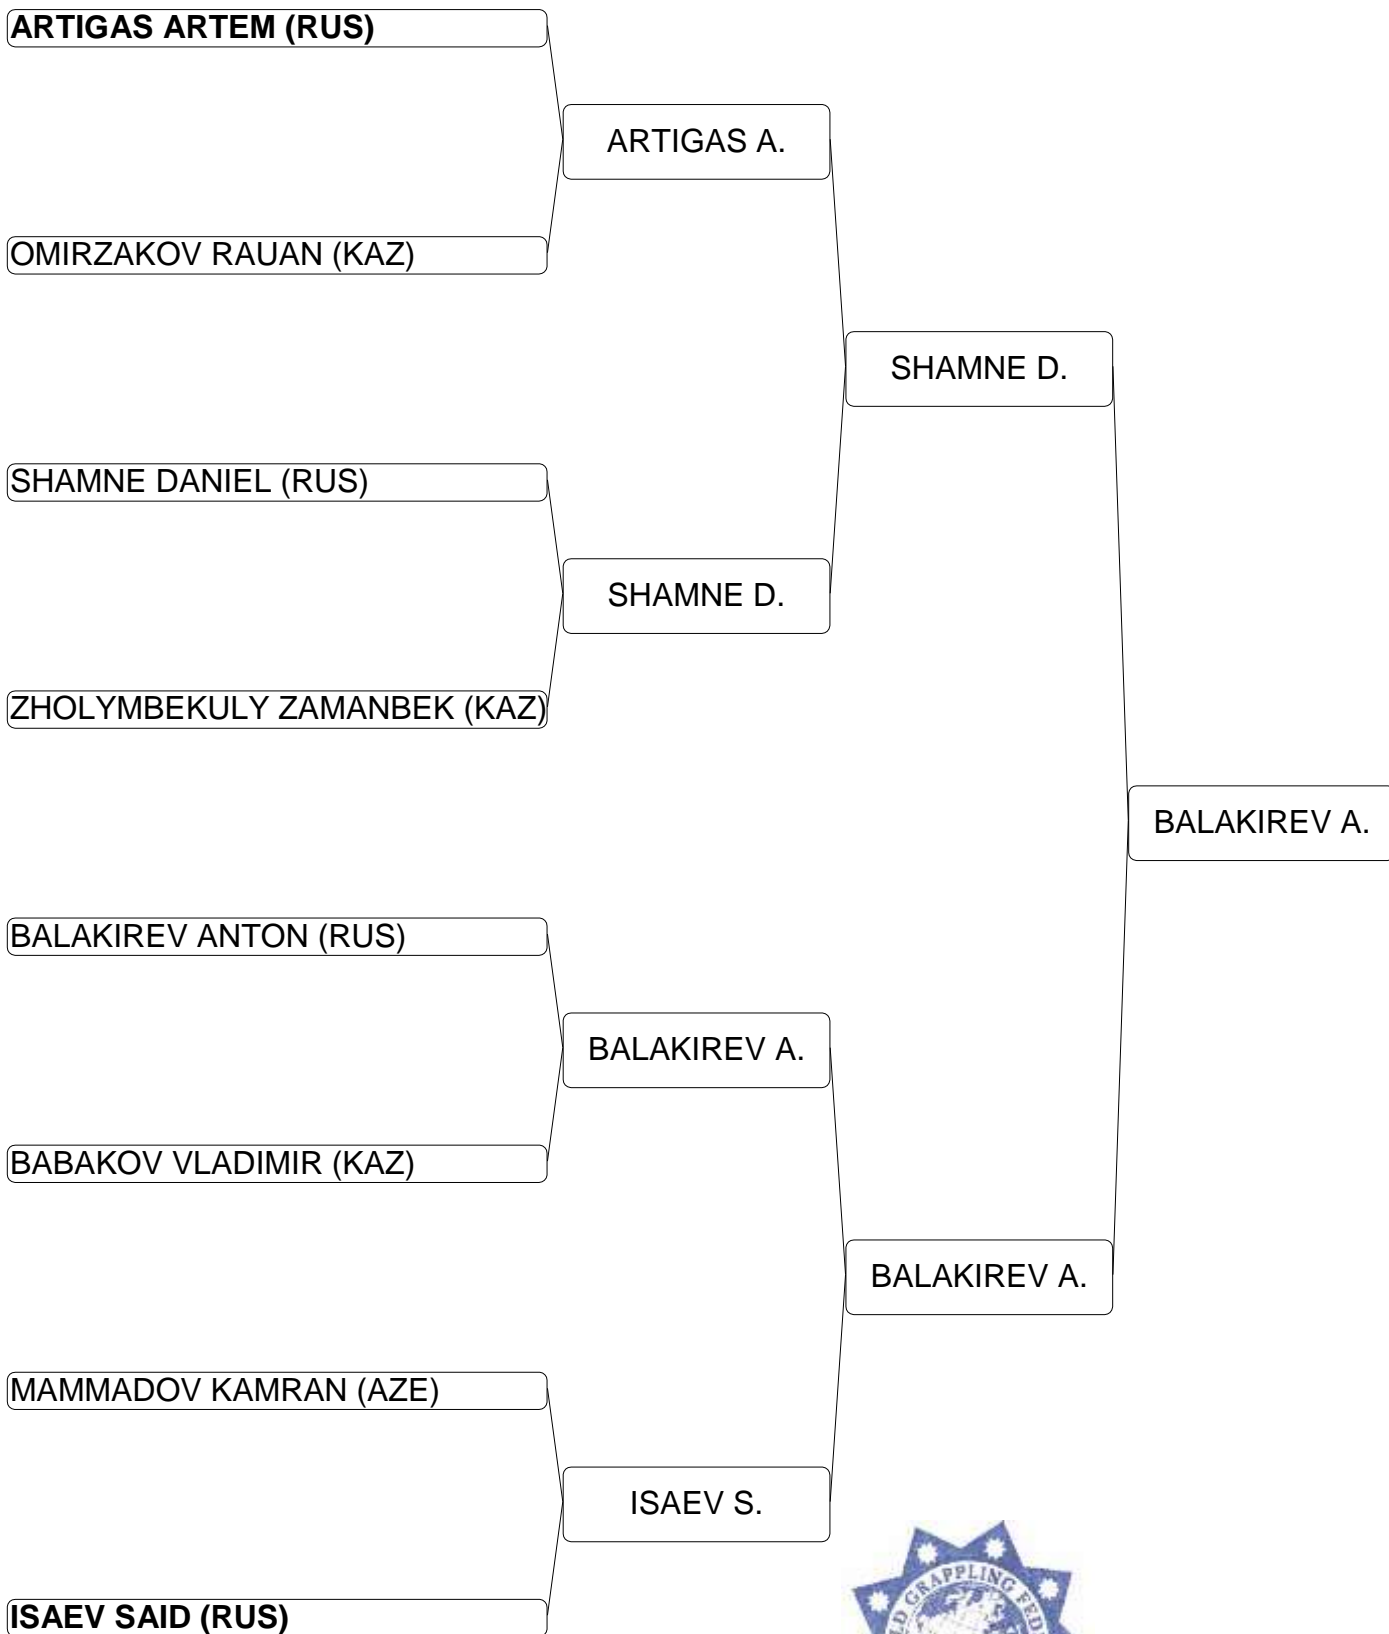 ARTIGAS ARTEM (RUS)
ARTIGAS A.
OMIRZAKOV RAUAN (KAZ)
SHAMNE D.
SHAMNE DANIEL (RUS)
SHAMNE D.
ZHOLYMBEKULY ZAMANBEK (KAZ)
BALAKIREV A.
BALAKIREV ANTON (RUS)
BALAKIREV A.
BABAKOV VLADIMIR (KAZ)
BALAKIREV A.
MAMMADOV KAMRAN (AZE)
ISAEV S.
ISAEV SAID (RUS)
GRAPPLING